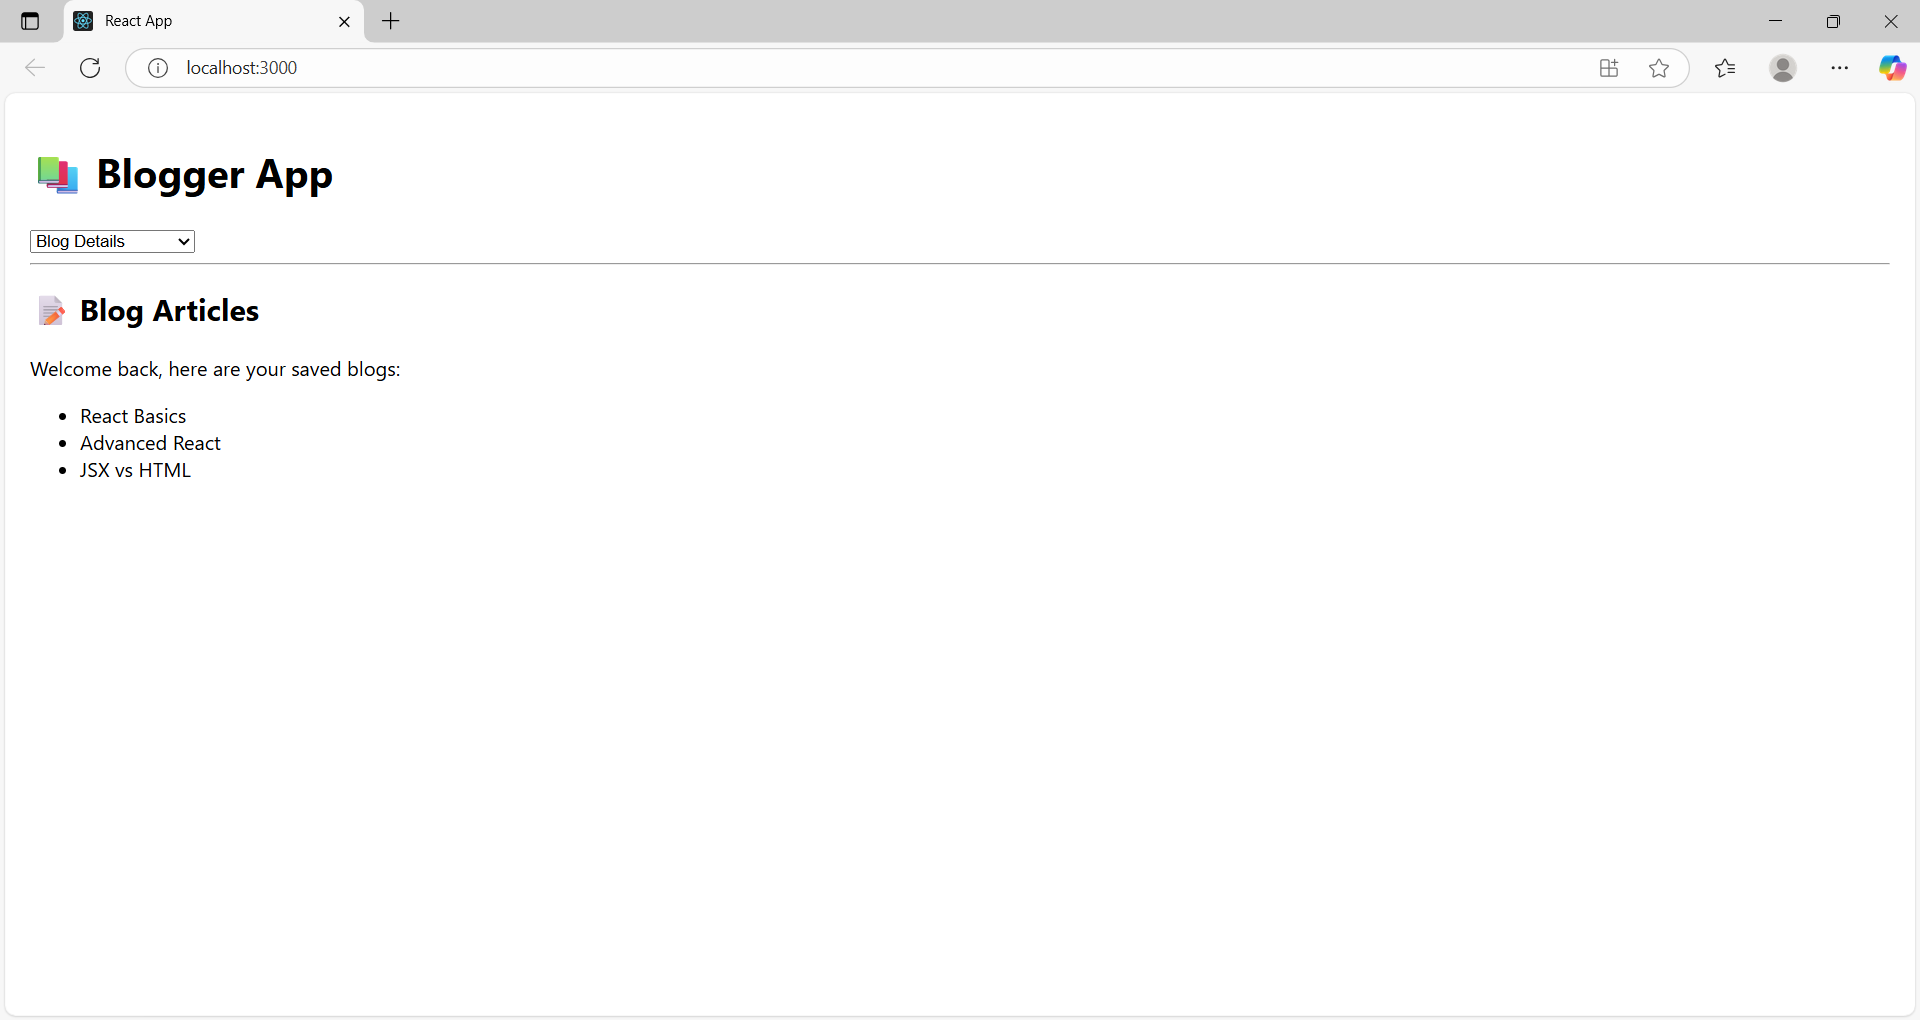 React App
localhost:3000
Blogger App
Blog Details
Blog Articles
Welcome back, here are your saved blogs:
React Basics
Advanced React
JSX vs HTML